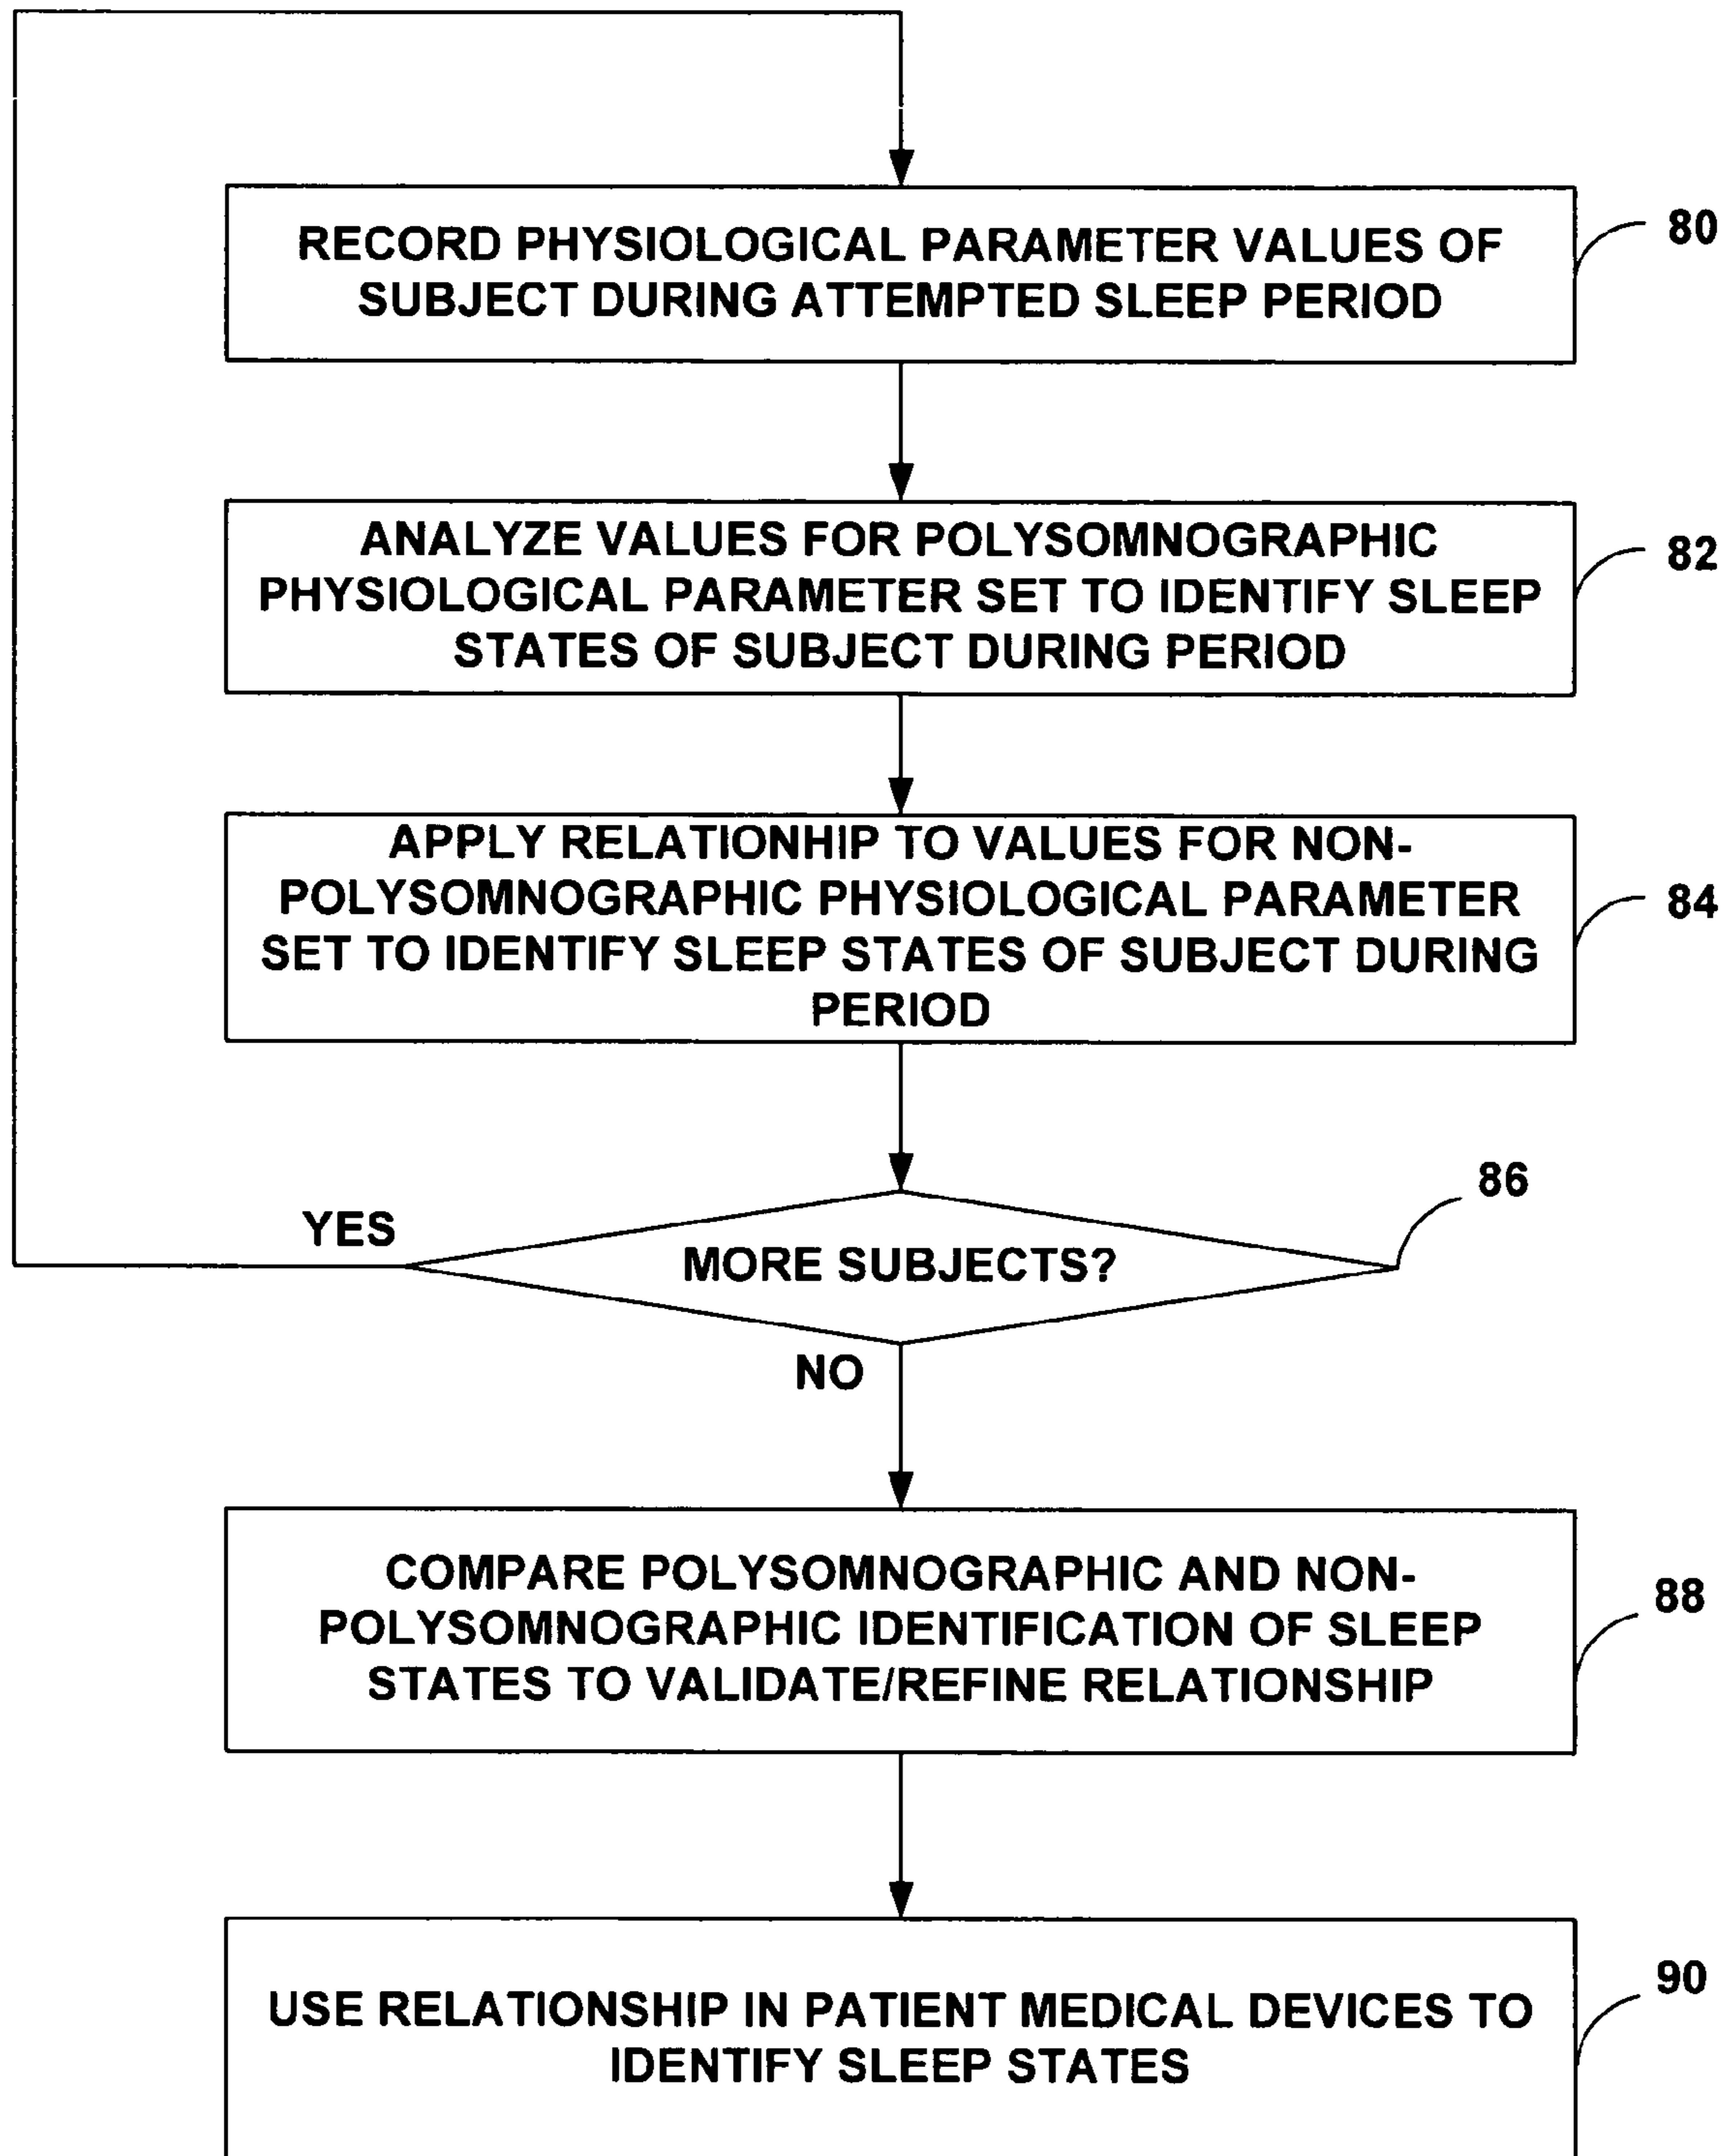 RECORD PHYSIOLOGICAL PARAMETER VALUES OF
SUBJECT DURING ATTEMPTED SLEEP PERIOD
80
ANALYZE VALUES FOR POLYSOMNOGRAPHIC
PHYSIOLOGICAL PARAMETER SET TO IDENTIFY SLEEP
STATES OF SUBJECT DURING PERIOD
82
APPLY RELATIONHIP TO VALUES FOR NON-
POLYSOMNOGRAPHIC PHYSIOLOGICAL PARAMETER
SET TO IDENTIFY SLEEP STATES OF SUBJECT DURING
PERIOD
84
86
YES
MORE SUBJECTS?
NO
COMPARE POLYSOMNOGRAPHIC AND NON-
POLYSOMNOGRAPHIC IDENTIFICATION OF SLEEP
STATES TO VALIDATE/REFINE RELATIONSHIP
88
USE RELATIONSHIP IN PATIENT MEDICAL DEVICES TO
IDENTIFY SLEEP STATES
90